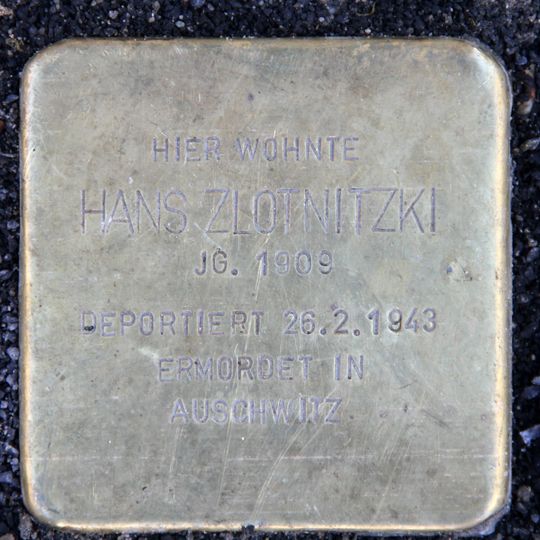 HIER WOHNTE
HANS ZLOTNITZKI
JG. 1909
DEPORTIERT 26.2.1943
ERMORDET IN
AUSCHWITZ